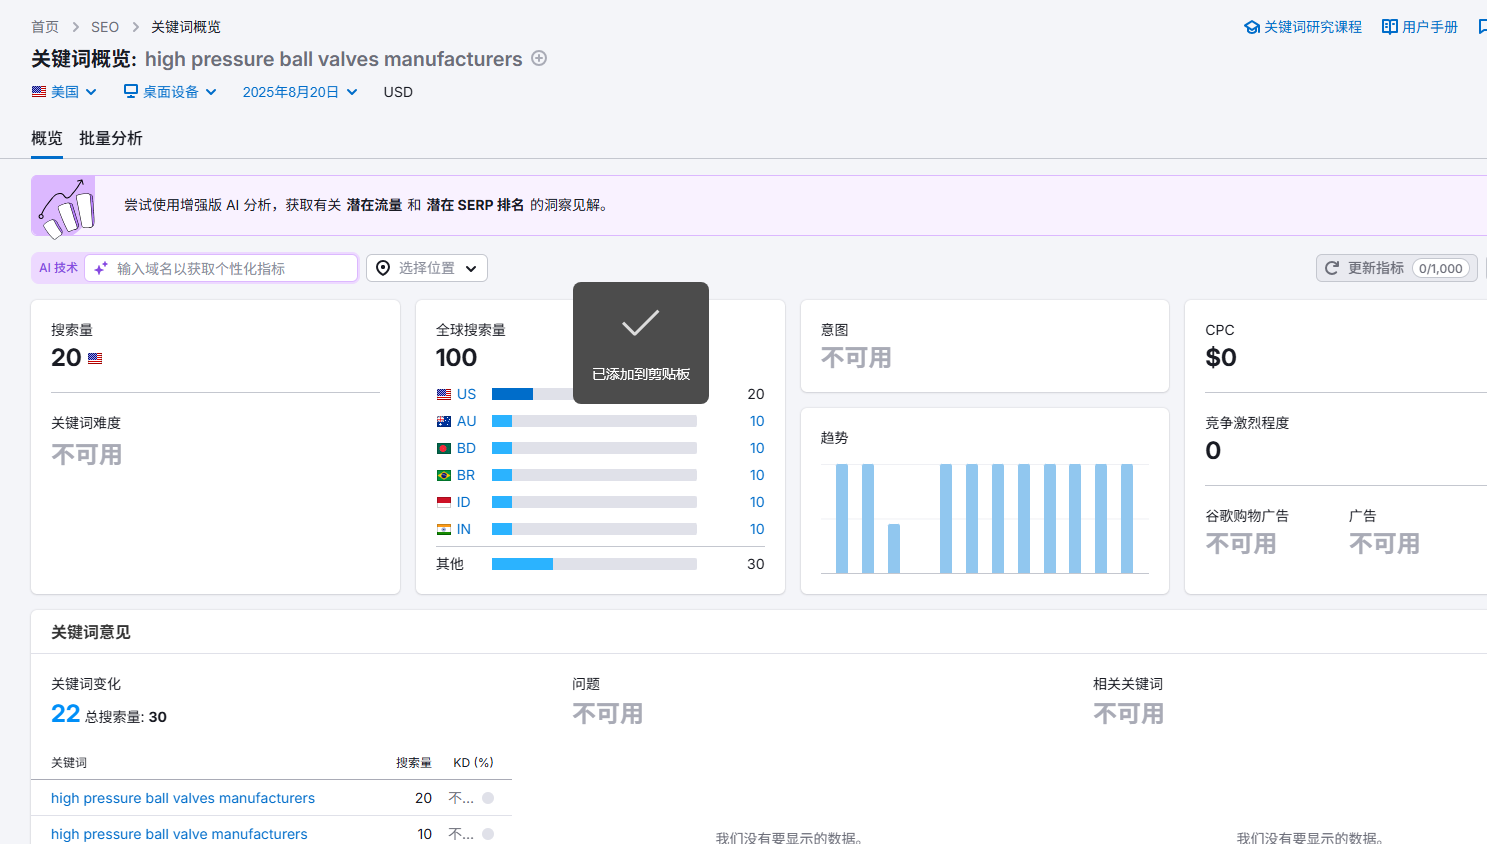 首页 > SEO > 关键词概览
关键词研究课程 用户手册
关键词概览: high pressure ball valves manufacturers
美国 桌面设备 2025年8月20日 USD
概览 批量分析
尝试使用增强版 AI 分析，获取有关 潜在流量 和 潜在 SERP 排名 的洞察见解。
AI 技术 输入域名以获取个性化指标 选择位置 更新指标 0/1,000
搜索量
20
关键词难度
不可用
全球搜索量
100
US 20
AU 10
BD 10
BR 10
ID 10
IN 10
其他 30
已添加到剪贴板
意图
不可用
趋势
CPC
$0
竞争激烈程度
0
谷歌购物广告 广告
不可用 不可用
关键词意见
关键词变化
22 总搜索量: 30
关键词 搜索量 KD (%)
high pressure ball valves manufacturers 20 不...
high pressure ball valve manufacturers 10 不...
问题
不可用
我们没有要显示的数据。
相关关键词
不可用
我们没有要显示的数据。